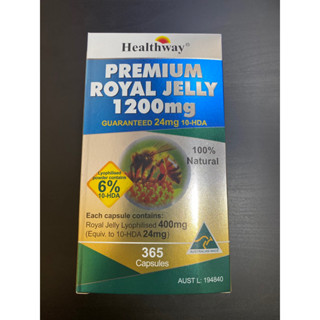 Healthway®
PREMIUM
ROYAL JELLY
1200mg
GUARANTEED 24mg 10-HDA
100%
Natural
Lyophilised
powder contains
6%
10-HDA
Each capsule contains:
Royal Jelly Lyophilised 400mg
(Equiv. to 10-HDA 24mg)
365
Capsules
AUST L: 194840